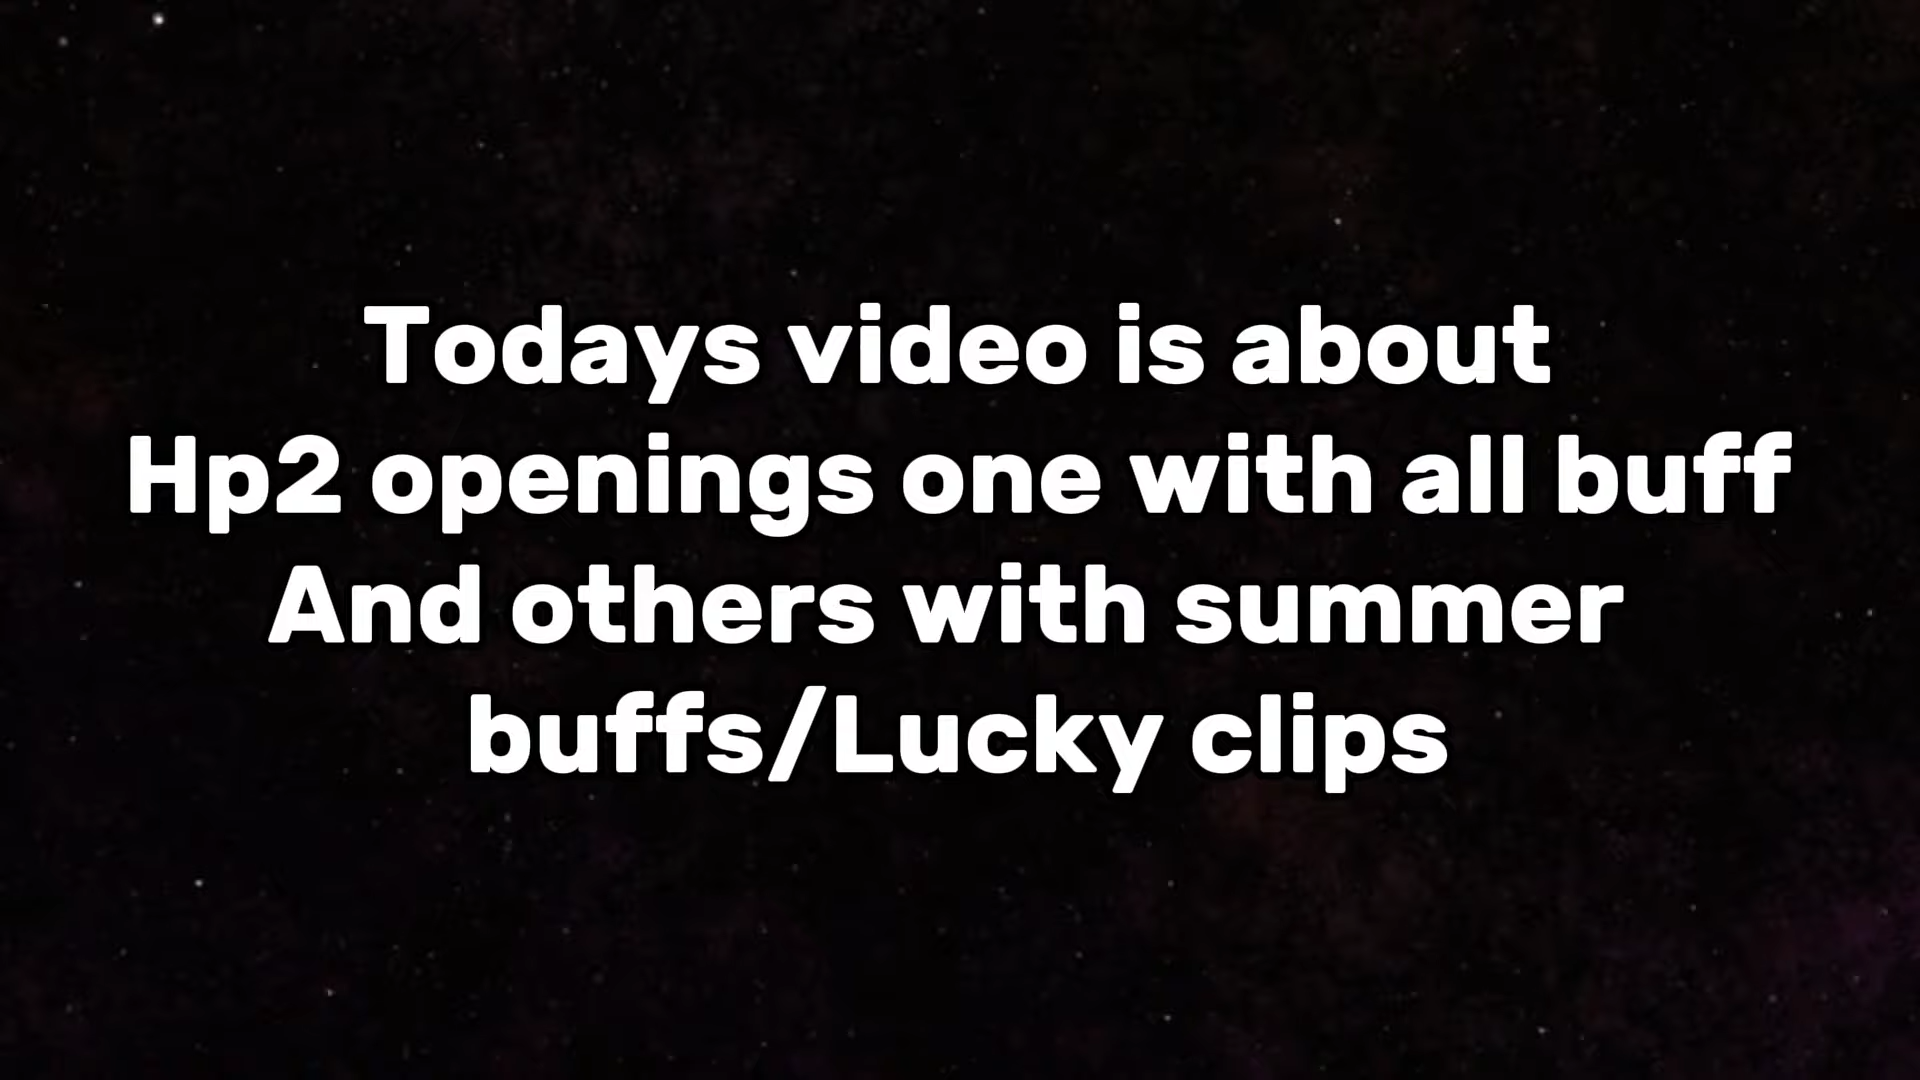 Todays video is about
Hp2 openings one with all buff
And others with summer
buffs/Lucky clips